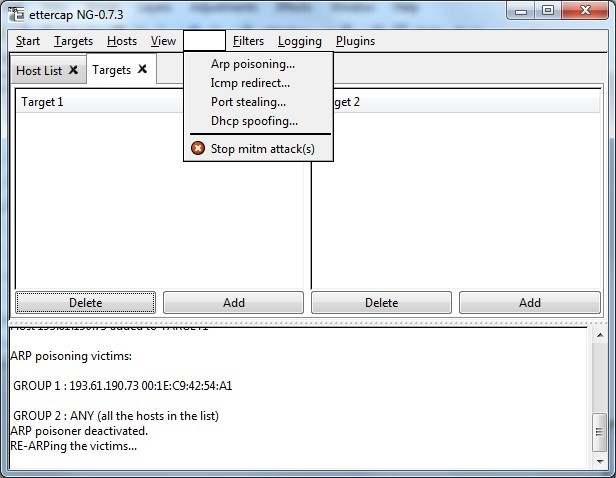 ettercap NG-0.7.3
Start Targets Hosts View Filters Logging Plugins
Host List Targets
Arp poisoning...
Icmp redirect...
Port stealing...
Dhcp spoofing...
Stop mitm attack(s)
Target 1 get 2
Delete Add Delete Add
ARP poisoning victims:
GROUP 1 : 193.61.190.73 00:1E:C9:42:54:A1
GROUP 2 : ANY (all the hosts in the list)
ARP poisoner deactivated.
RE-ARPing the victims...